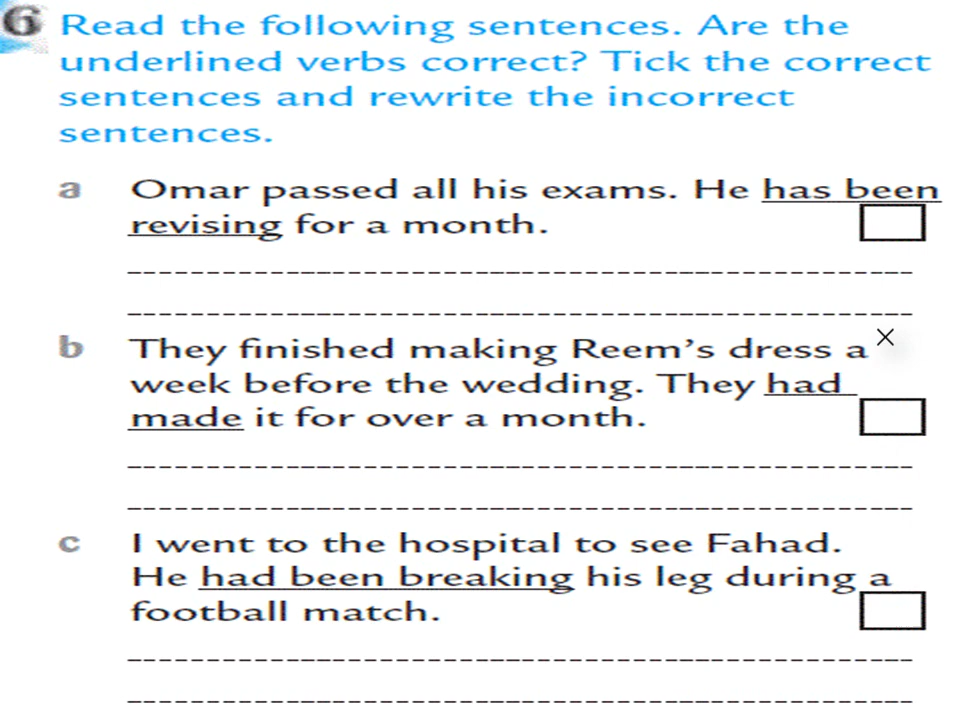 6 Read the following sentences. Are the
underlined verbs correct? Tick the correct
sentences and rewrite the incorrect
sentences.
a Omar passed all his exams. He has been
revising for a month.
b They finished making Reem's dress a
week before the wedding. They had
made it for over a month.
c I went to the hospital to see Fahad.
He had been breaking his leg during a
football match.